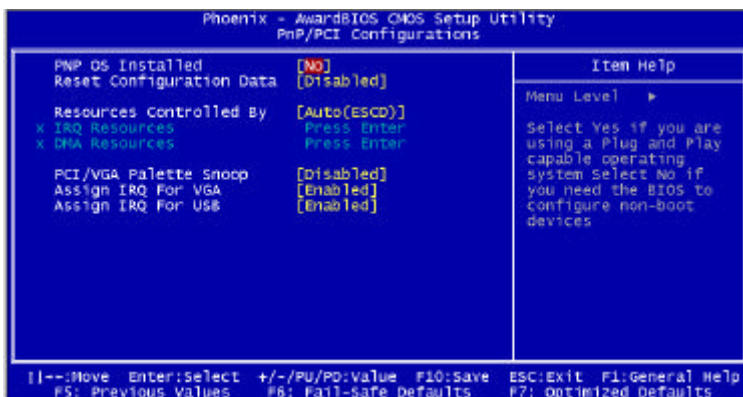 Phoenix - AwardBIOS CMOS Setup Utility
PnP/PCI Configurations
PNP OS Installed [No]
Reset Configuration Data [Disabled]
Resources Controlled By [Auto(ESCD)]
x IRQ Resources Press Enter
x DMA Resources Press Enter
PCI/VGA Palette Snoop [Disabled]
Assign IRQ For VGA [Enabled]
Assign IRQ For USB [Enabled]
Item Help
Menu Level ►
Select Yes if you are
using a Plug and Play
capable operating
system Select No if
you need the BIOS to
configure non-boot
devices
||--:Move Enter:Select +/-/PU/PD:Value F10:Save ESC:Exit F1:General Help
F5: Previous Values F6: Fail-Safe Defaults F7: Optimized Defaults